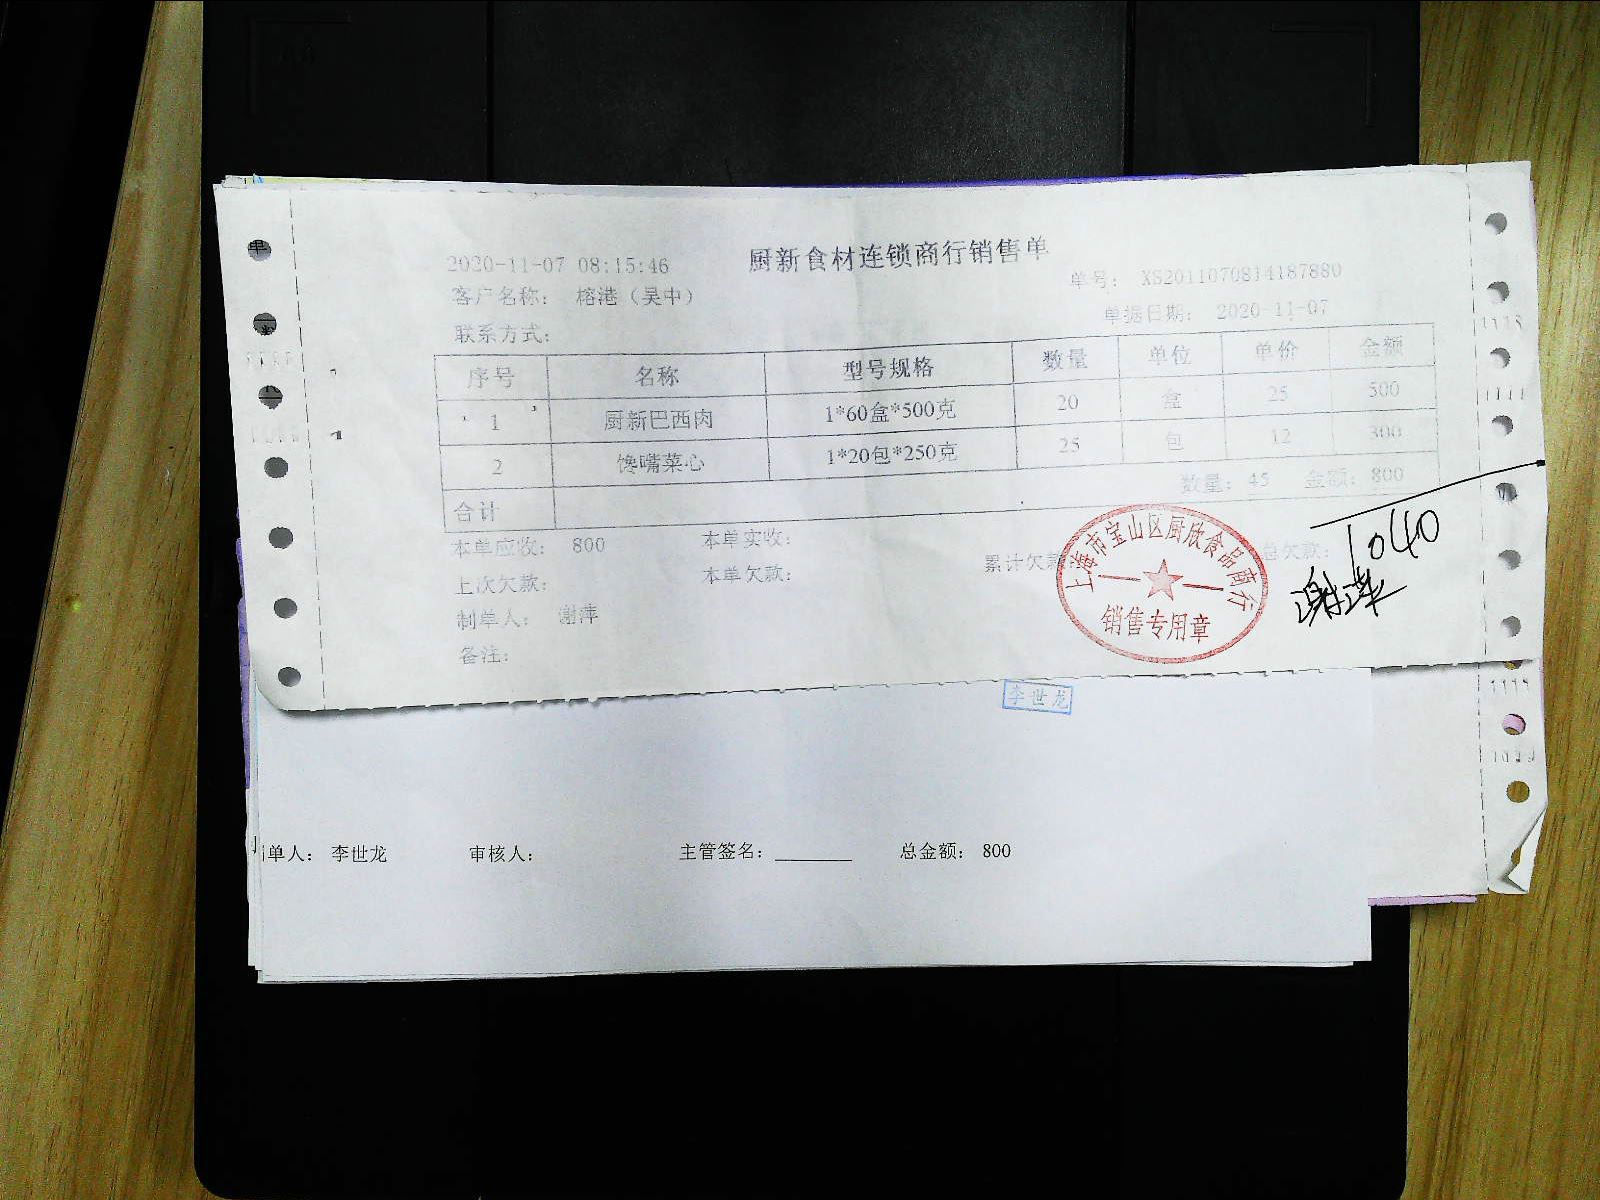 厨新食材连锁商行销售单
2020-11-07 08:15:46
单号： XS2011070814187880
客户名称： 榕港（吴中）
单据日期： 2020-11-07
联系方式：
序号 名称 型号规格 数量 单位 单价 金额
1 厨新巴西肉 1*60盒*500克 20 盒 25 500
2 馋嘴菜心 1*20包*250克 25 包 12 300
合计 数量：45 金额：800
本单应收： 800 本单实收： 累计欠款： 总欠款：
上次欠款： 本单欠款：
制单人： 谢萍
备注：
上海市宝山区厨欣食品商行
销售专用章
1040
谢萍
李世龙
单人： 李世龙 审核人： 主管签名： 总金额： 800